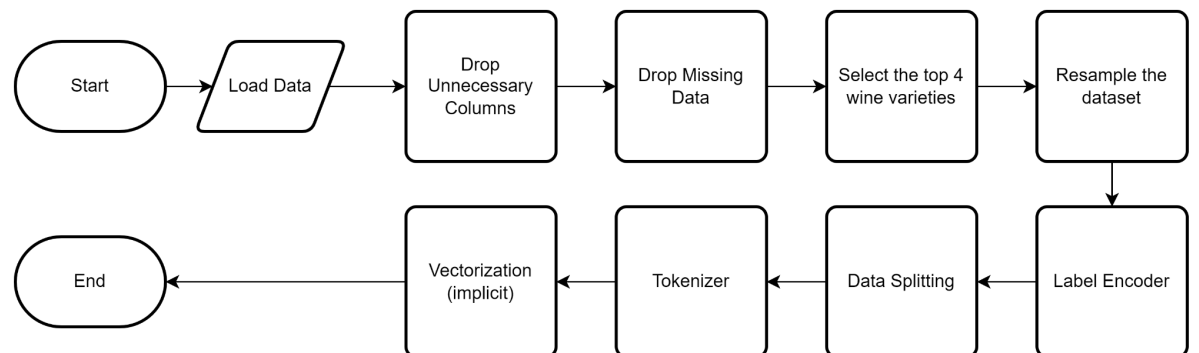 Start
Load Data
Drop
Unnecessary
Columns
Drop Missing
Data
Select the top 4
wine varieties
Resample the
dataset
Label Encoder
Data Splitting
Tokenizer
Vectorization
(implicit)
End